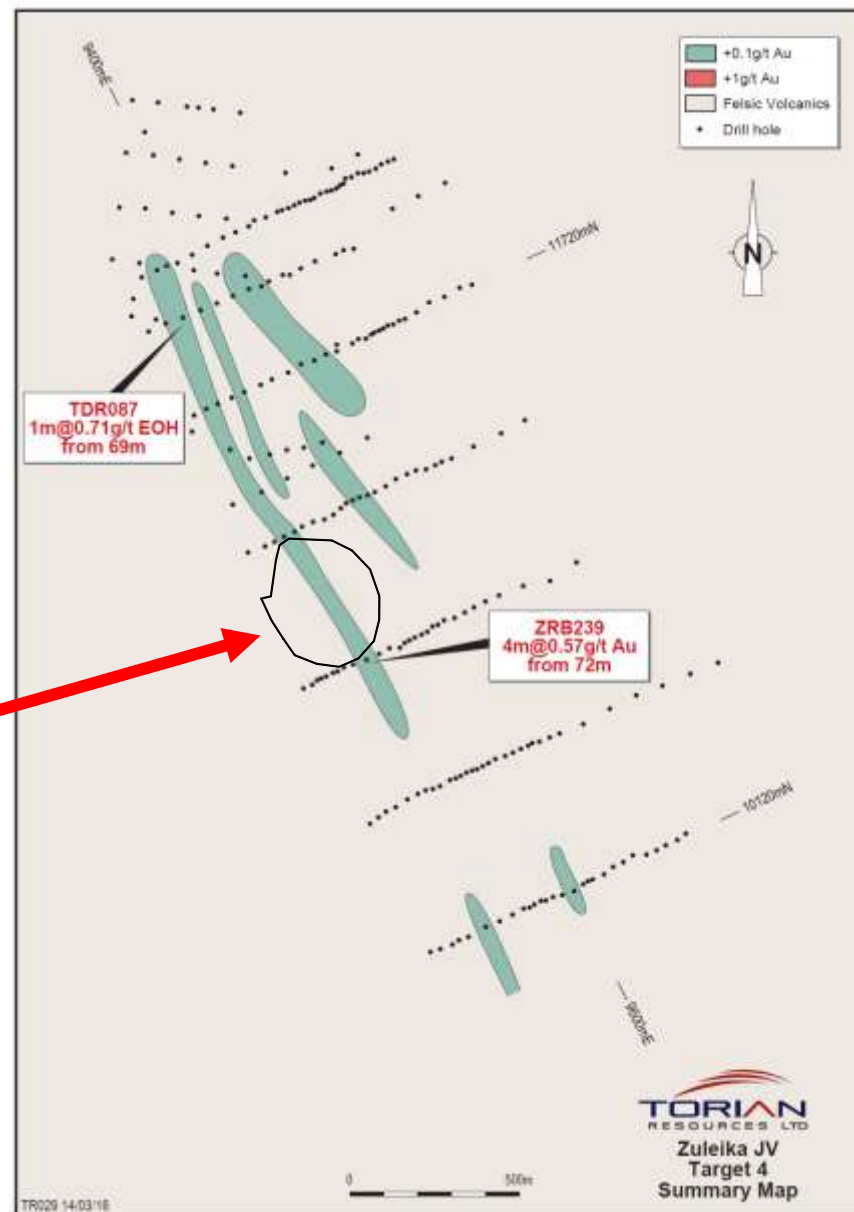 9400mE
+0.1g/t Au
+1g/t Au
Felsic Volcanics
Drill hole
N
11720mN
TDR087
1m@0.71g/t EOH
from 69m
ZRB239
4m@0.57g/t Au
from 72m
10120mN
9600mE
TORIAN
RESOURCES LTD
Zuleika JV
Target 4
Summary Map
0
500m
TR029 14/03/16